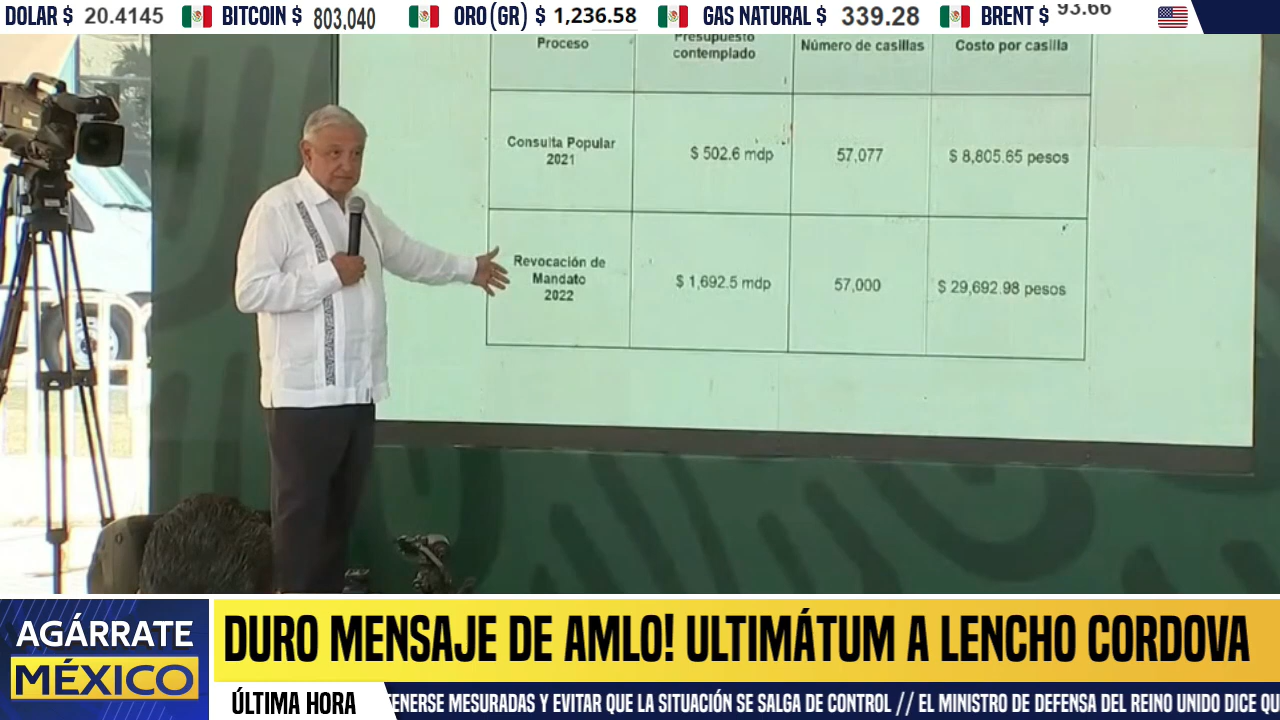 DOLAR $ 20.4145 BITCOIN $ 803,040 ORO(GR) $ 1,236.58 GAS NATURAL $ 339.28 BRENT $ 93.66
Proceso
Presupuesto
contemplado
Número de casillas
Costo por casilla
Consulta Popular
2021
$ 502.6 mdp
57,077
$ 8,805.65 pesos
Revocación de
Mandato
2022
$ 1,692.5 mdp
57,000
$ 29,692.98 pesos
AGÁRRATE
MÉXICO
DURO MENSAJE DE AMLO! ULTIMÁTUM A LENCHO CORDOVA
ÚLTIMA HORA
TENERSE MESURADAS Y EVITAR QUE LA SITUACIÓN SE SALGA DE CONTROL // EL MINISTRO DE DEFENSA DEL REINO UNIDO DICE QU